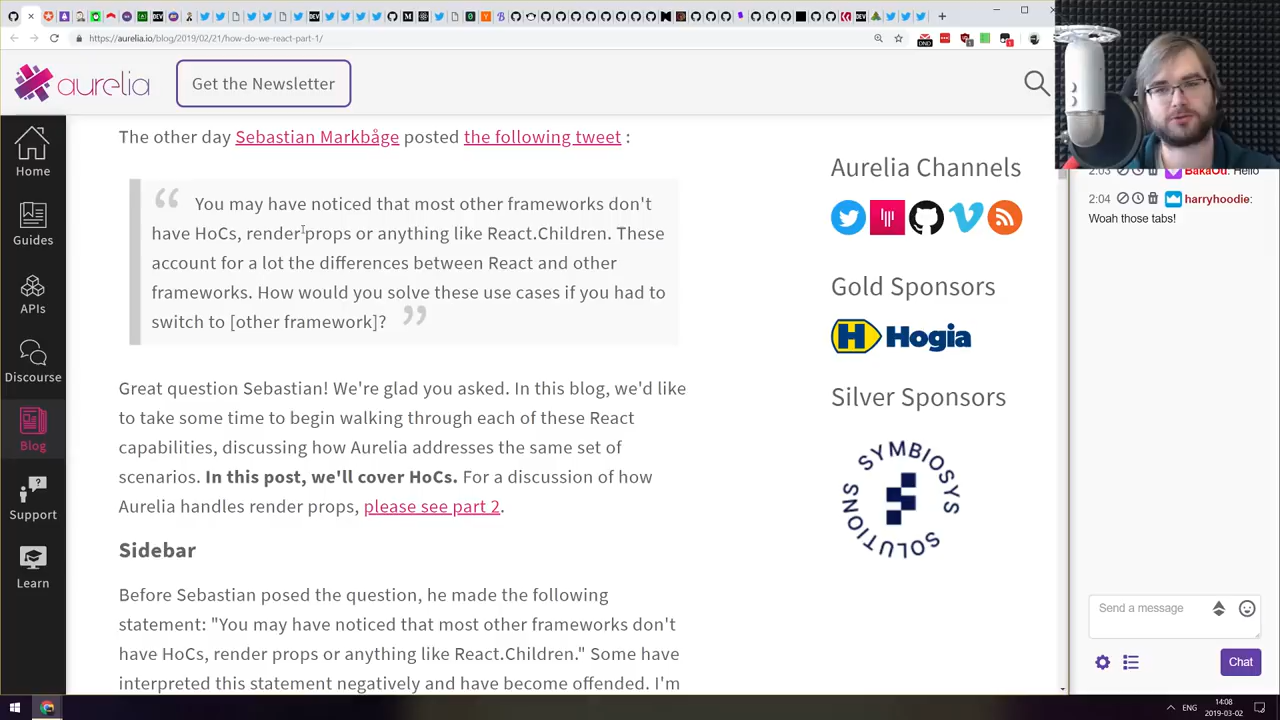 https://aurelia.io/blog/2019/02/21/how-do-we-react-part-1/
aurelia
Get the Newsletter
Home
Guides
APIs
Discourse
Blog
Support
Learn
The other day Sebastian Markbåge posted the following tweet :
“ You may have noticed that most other frameworks don't
have HoCs, render props or anything like React.Children. These
account for a lot the differences between React and other
frameworks. How would you solve these use cases if you had to
switch to [other framework]? ”
Great question Sebastian! We're glad you asked. In this blog, we'd like
to take some time to begin walking through each of these React
capabilities, discussing how Aurelia addresses the same set of
scenarios. In this post, we'll cover HoCs. For a discussion of how
Aurelia handles render props, please see part 2.
Sidebar
Before Sebastian posed the question, he made the following
statement: "You may have noticed that most other frameworks don't
have HoCs, render props or anything like React.Children." Some have
interpreted this statement negatively and have become offended. I'm
Aurelia Channels
Gold Sponsors
H Hogia
Silver Sponsors
SYMBIOSYS
SOLUTIONS
2:03 BakaOu: Hello
2:04 harryhoodie:
Woah those tabs!
Send a message
Chat
ENG
14:08
2019-03-02